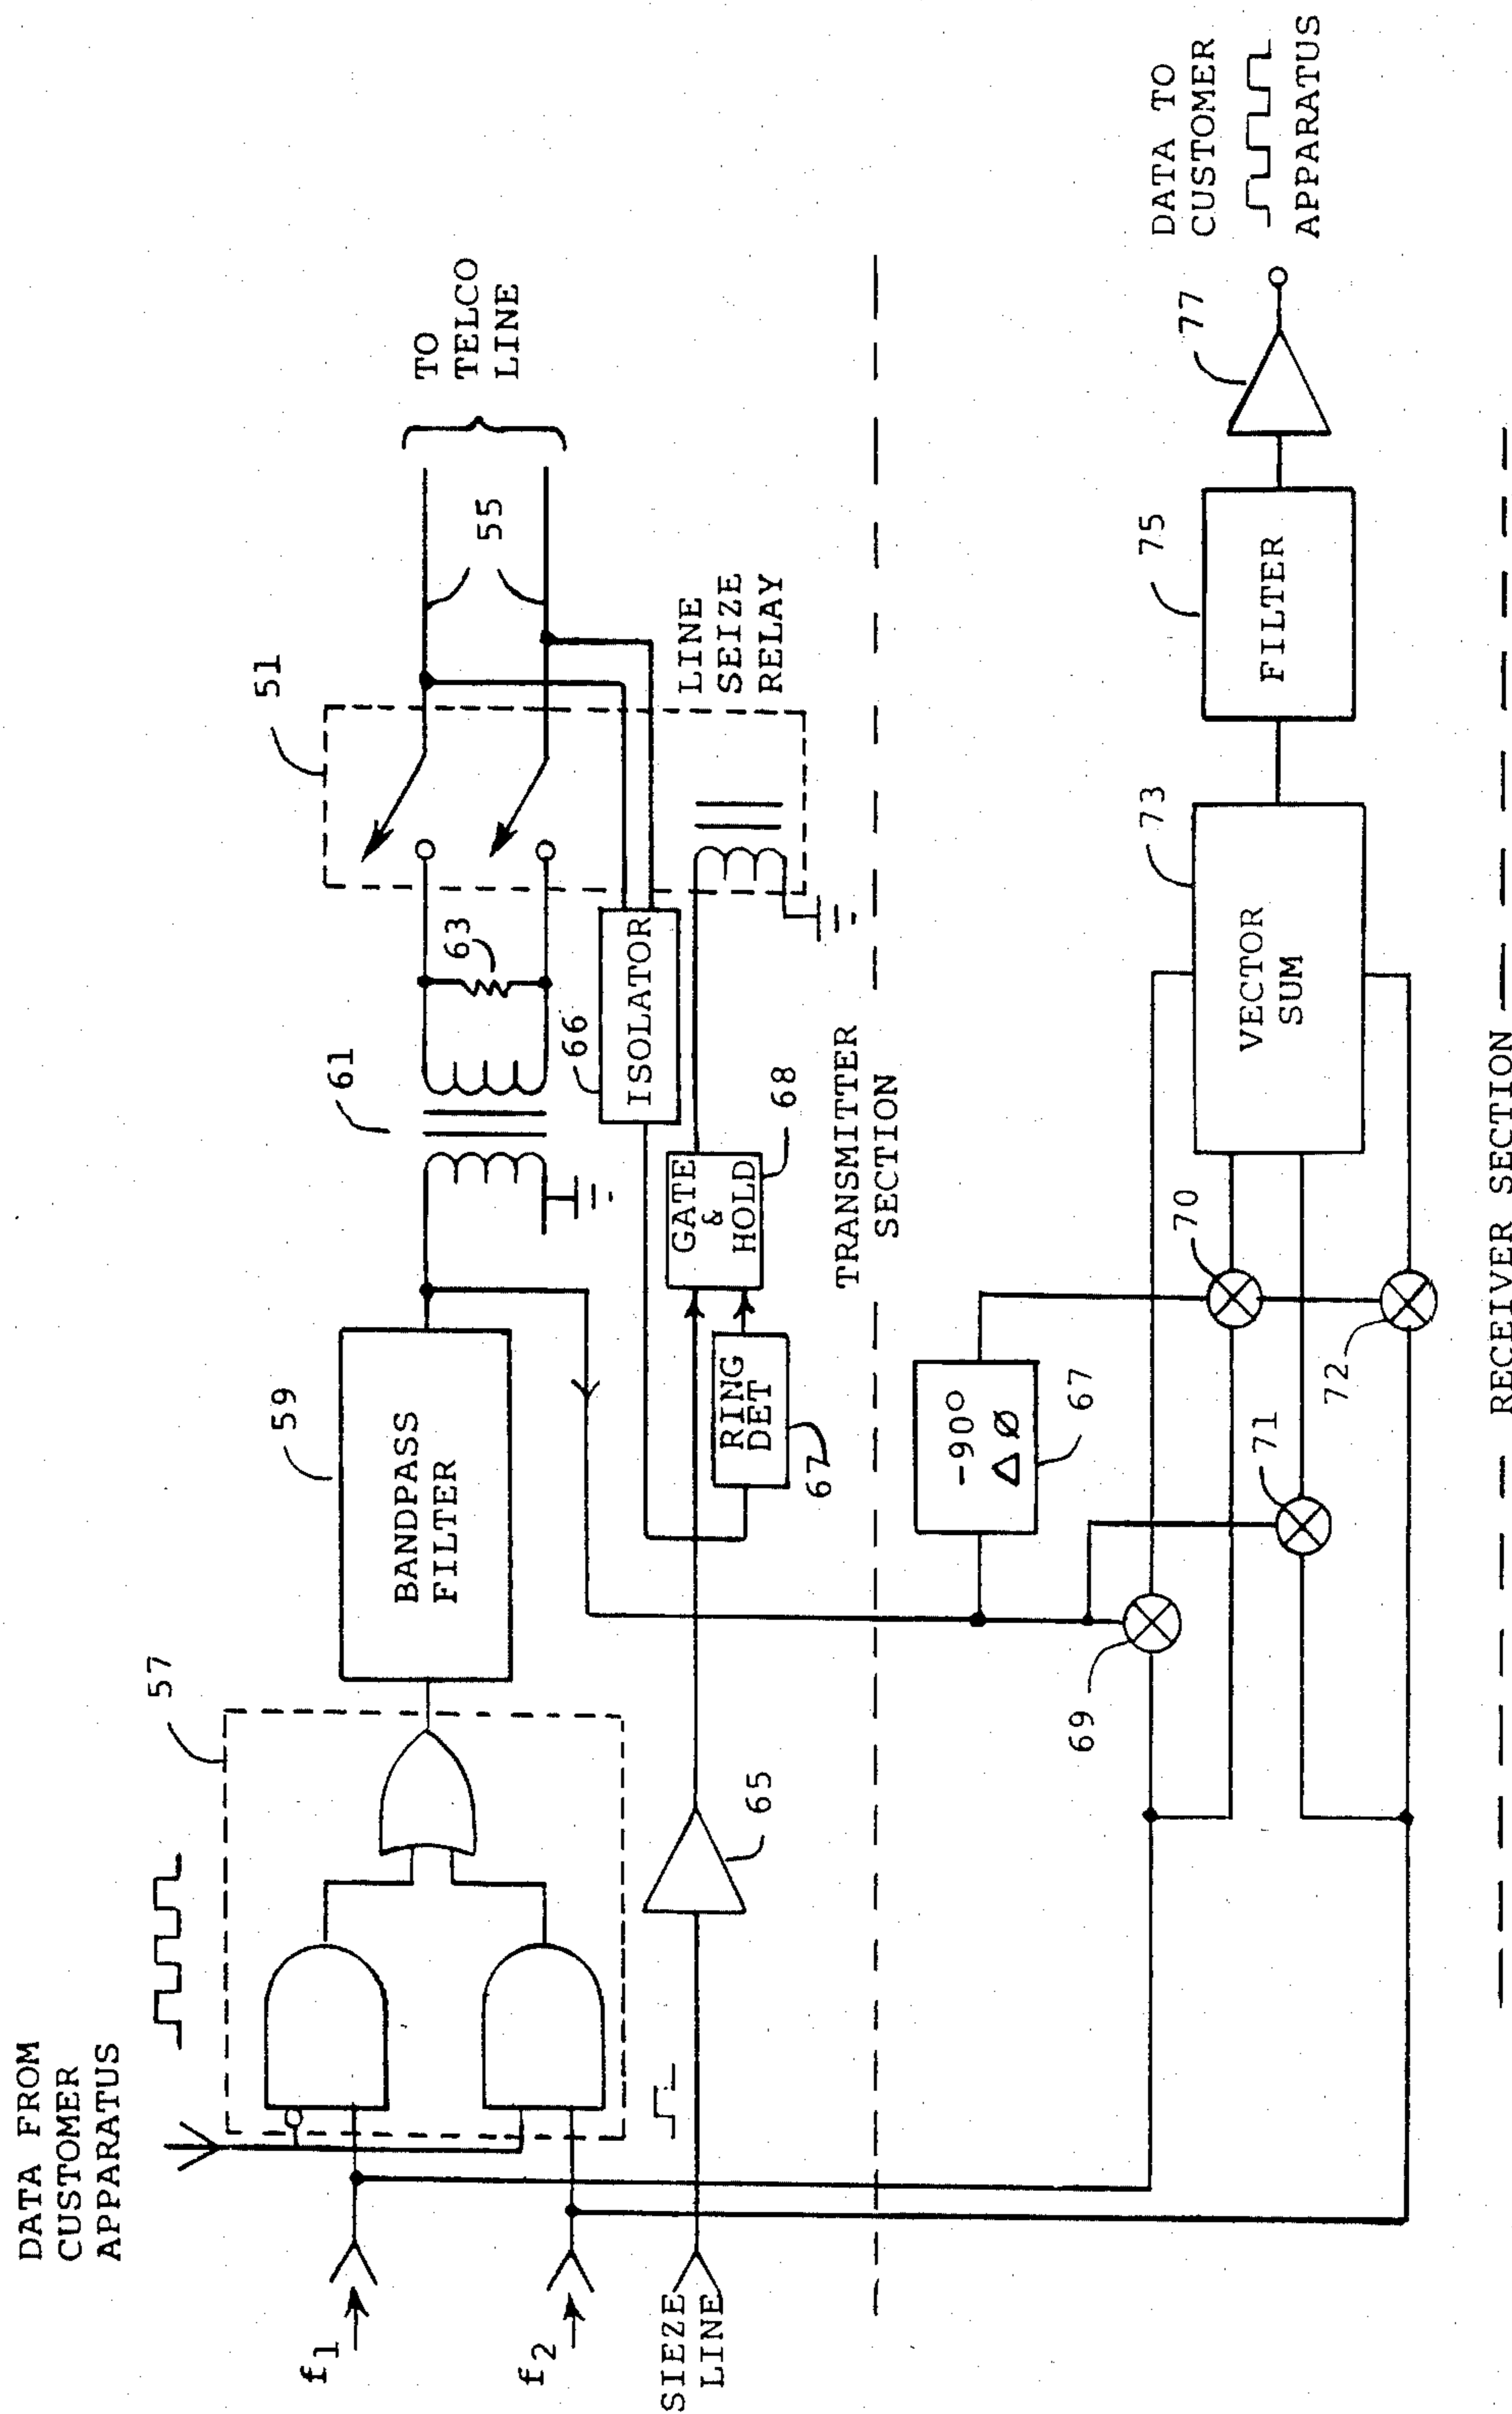 DATA FROM
CUSTOMER
APPARATUS
57
59
BANDPASS
FILTER
61
63
51
55
TO
TELCO
LINE
f1
f2
SIEZE
LINE
65
66
ISOLATOR
GATE
&
HOLD
68
RING
DET
67
LINE
SEIZE
RELAY
TRANSMITTER
SECTION
-90°
Δ Ø
67
69
70
71
72
VECTOR
SUM
73
FILTER
75
77
DATA TO
CUSTOMER
APPARATUS
RECEIVER SECTION